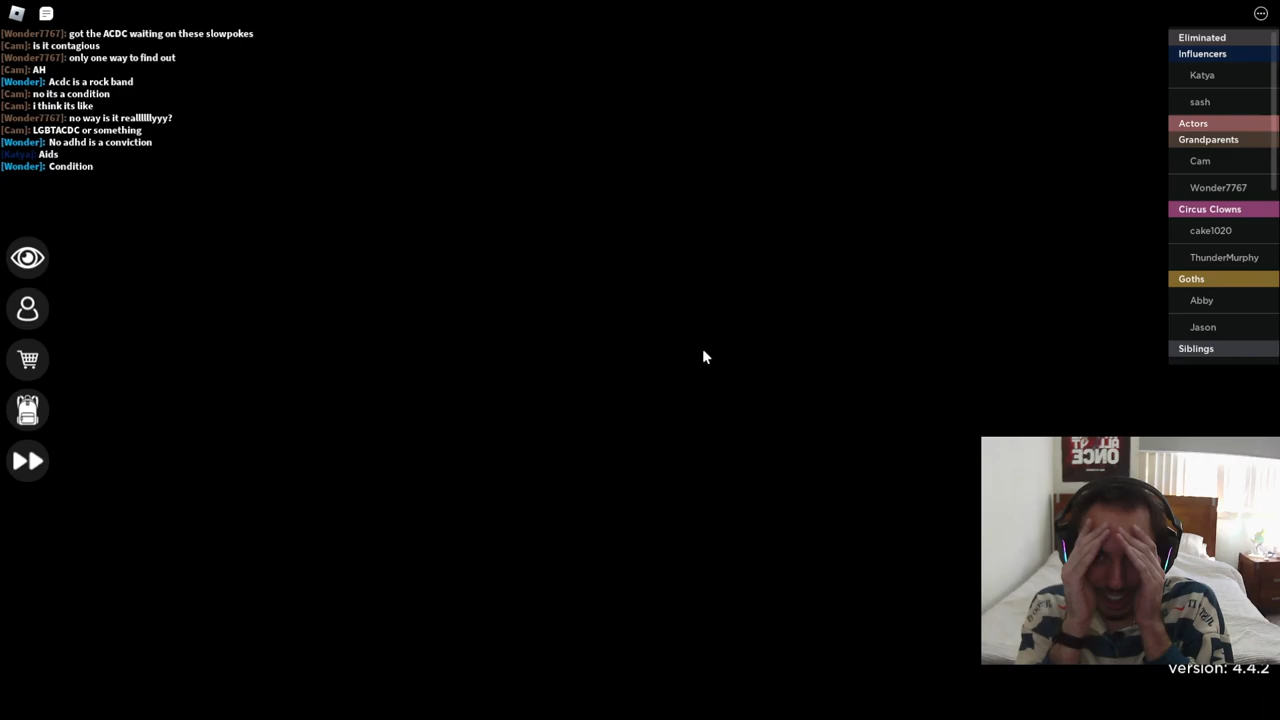 [Wonder7767]: got the ACDC waiting on these slowpokes
[Cam]: is it contagious
[Wonder7767]: only one way to find out
[Cam]: AH
[Wonder]: Acdc is a rock band
[Cam]: no its a condition
[Cam]: i think its like
[Wonder7767]: no way is it reallllllyyy?
[Cam]: LGBTACDC or something
[Wonder]: No adhd is a conviction
[Katya]: Aids
[Wonder]: Condition
Eliminated
Influencers
Katya
sash
Actors
Grandparents
Cam
Wonder7767
Circus Clowns
cake1020
ThunderMurphy
Goths
Abby
Jason
Siblings
ONCE
version: 4.4.2